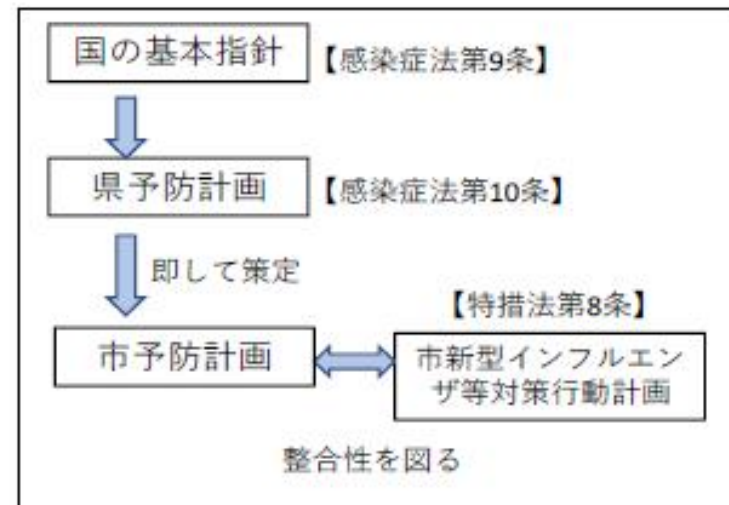 国の基本指針 【感染症法第9条】
県予防計画 【感染症法第10条】
即して策定
【特措法第8条】
市予防計画
市新型インフルエン
ザ等対策行動計画
整合性を図る